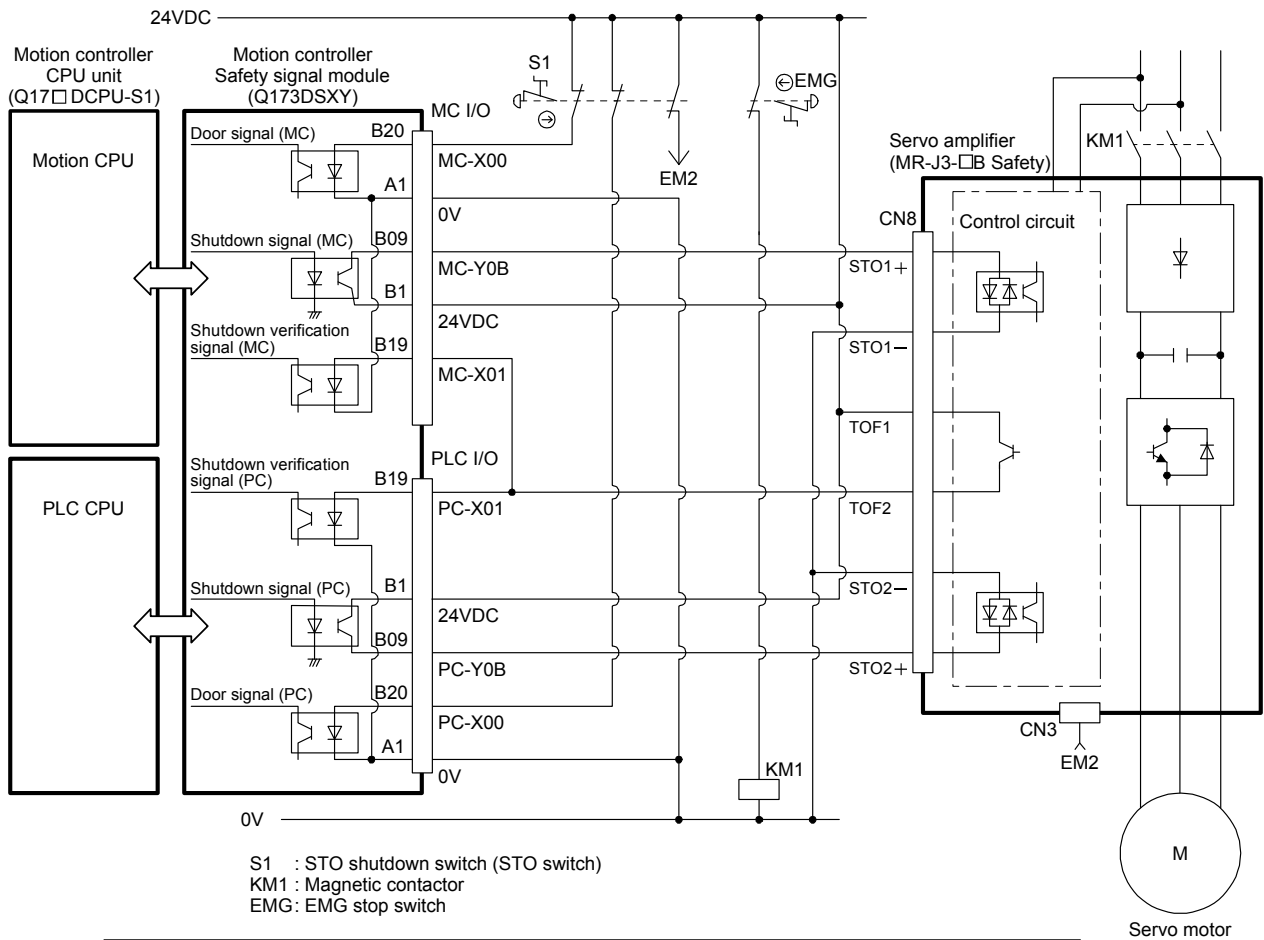 24VDC
Motion controller
CPU unit
(Q17□DCPU-S1)
Motion controller
Safety signal module
(Q173DSXY)
MC I/O
S1
EMG
Door signal (MC)
B20
MC-X00
Motion CPU
A1
0V
EM2
Servo amplifier
(MR-J3-□B Safety)
KM1
CN8
Control circuit
Shutdown signal (MC)
B09
MC-Y0B
STO1+
B1
24VDC
Shutdown verification
signal (MC)
B19
MC-X01
STO1−
TOF1
Shutdown verification
signal (PC)
PLC I/O
B19
PC-X01
TOF2
PLC CPU
Shutdown signal (PC)
B1
24VDC
STO2−
B09
PC-Y0B
STO2+
Door signal (PC)
B20
PC-X00
A1
0V
CN3
EM2
KM1
0V
M
Servo motor
S1 : STO shutdown switch (STO switch)
KM1 : Magnetic contactor
EMG : EMG stop switch